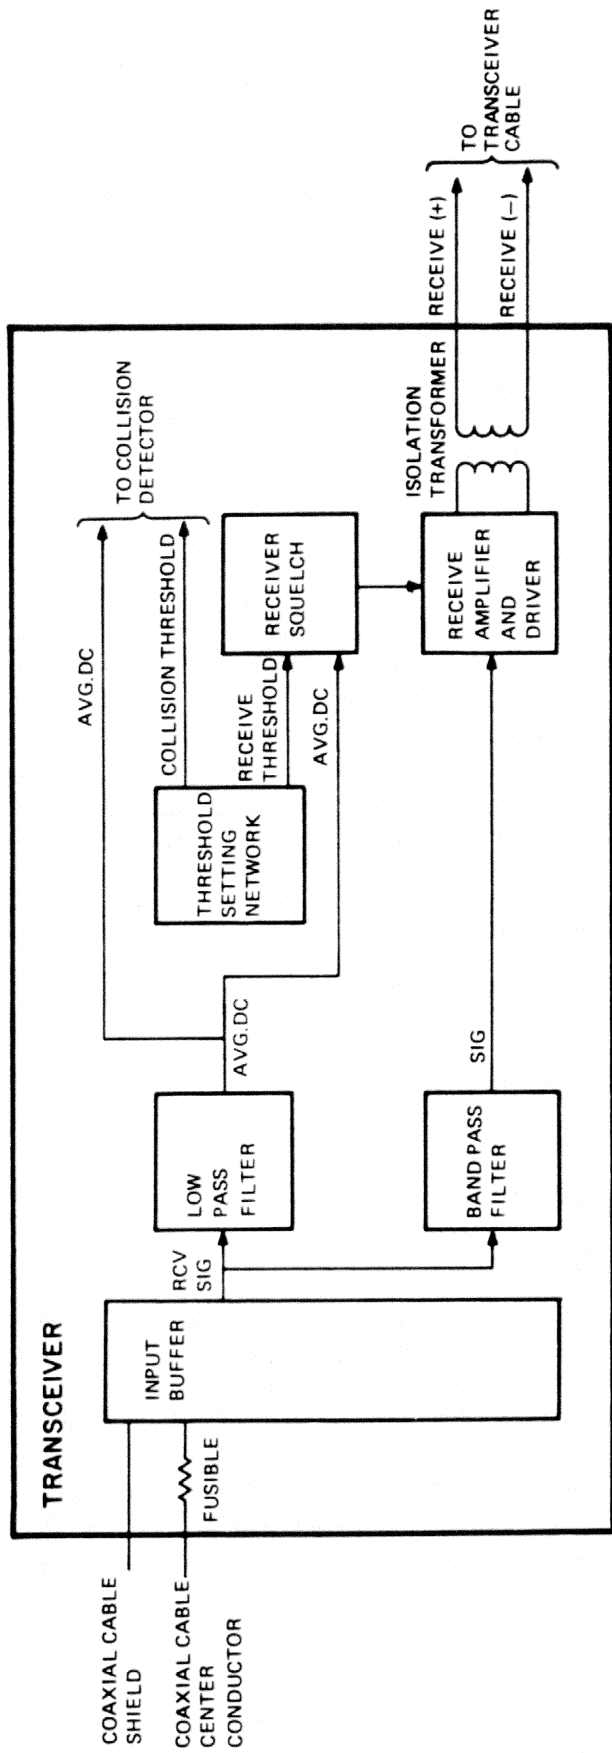 TRANSCEIVER
COAXIAL CABLE
SHIELD
COAXIAL CABLE
CENTER
CONDUCTOR
FUSIBLE
INPUT
BUFFER
RCV
SIG
LOW
PASS
FILTER
BAND PASS
FILTER
AVG.DC
SIG
AVG.DC
THRESHOLD
SETTING
NETWORK
COLLISION THRESHOLD
RECEIVE
THRESHOLD
AVG.DC
TO COLLISION
DETECTOR
RECEIVER
SQUELCH
RECEIVE
AMPLIFIER
AND
DRIVER
ISOLATION
TRANSFORMER
RECEIVE (+)
RECEIVE (−)
TO
TRANSCEIVER
CABLE